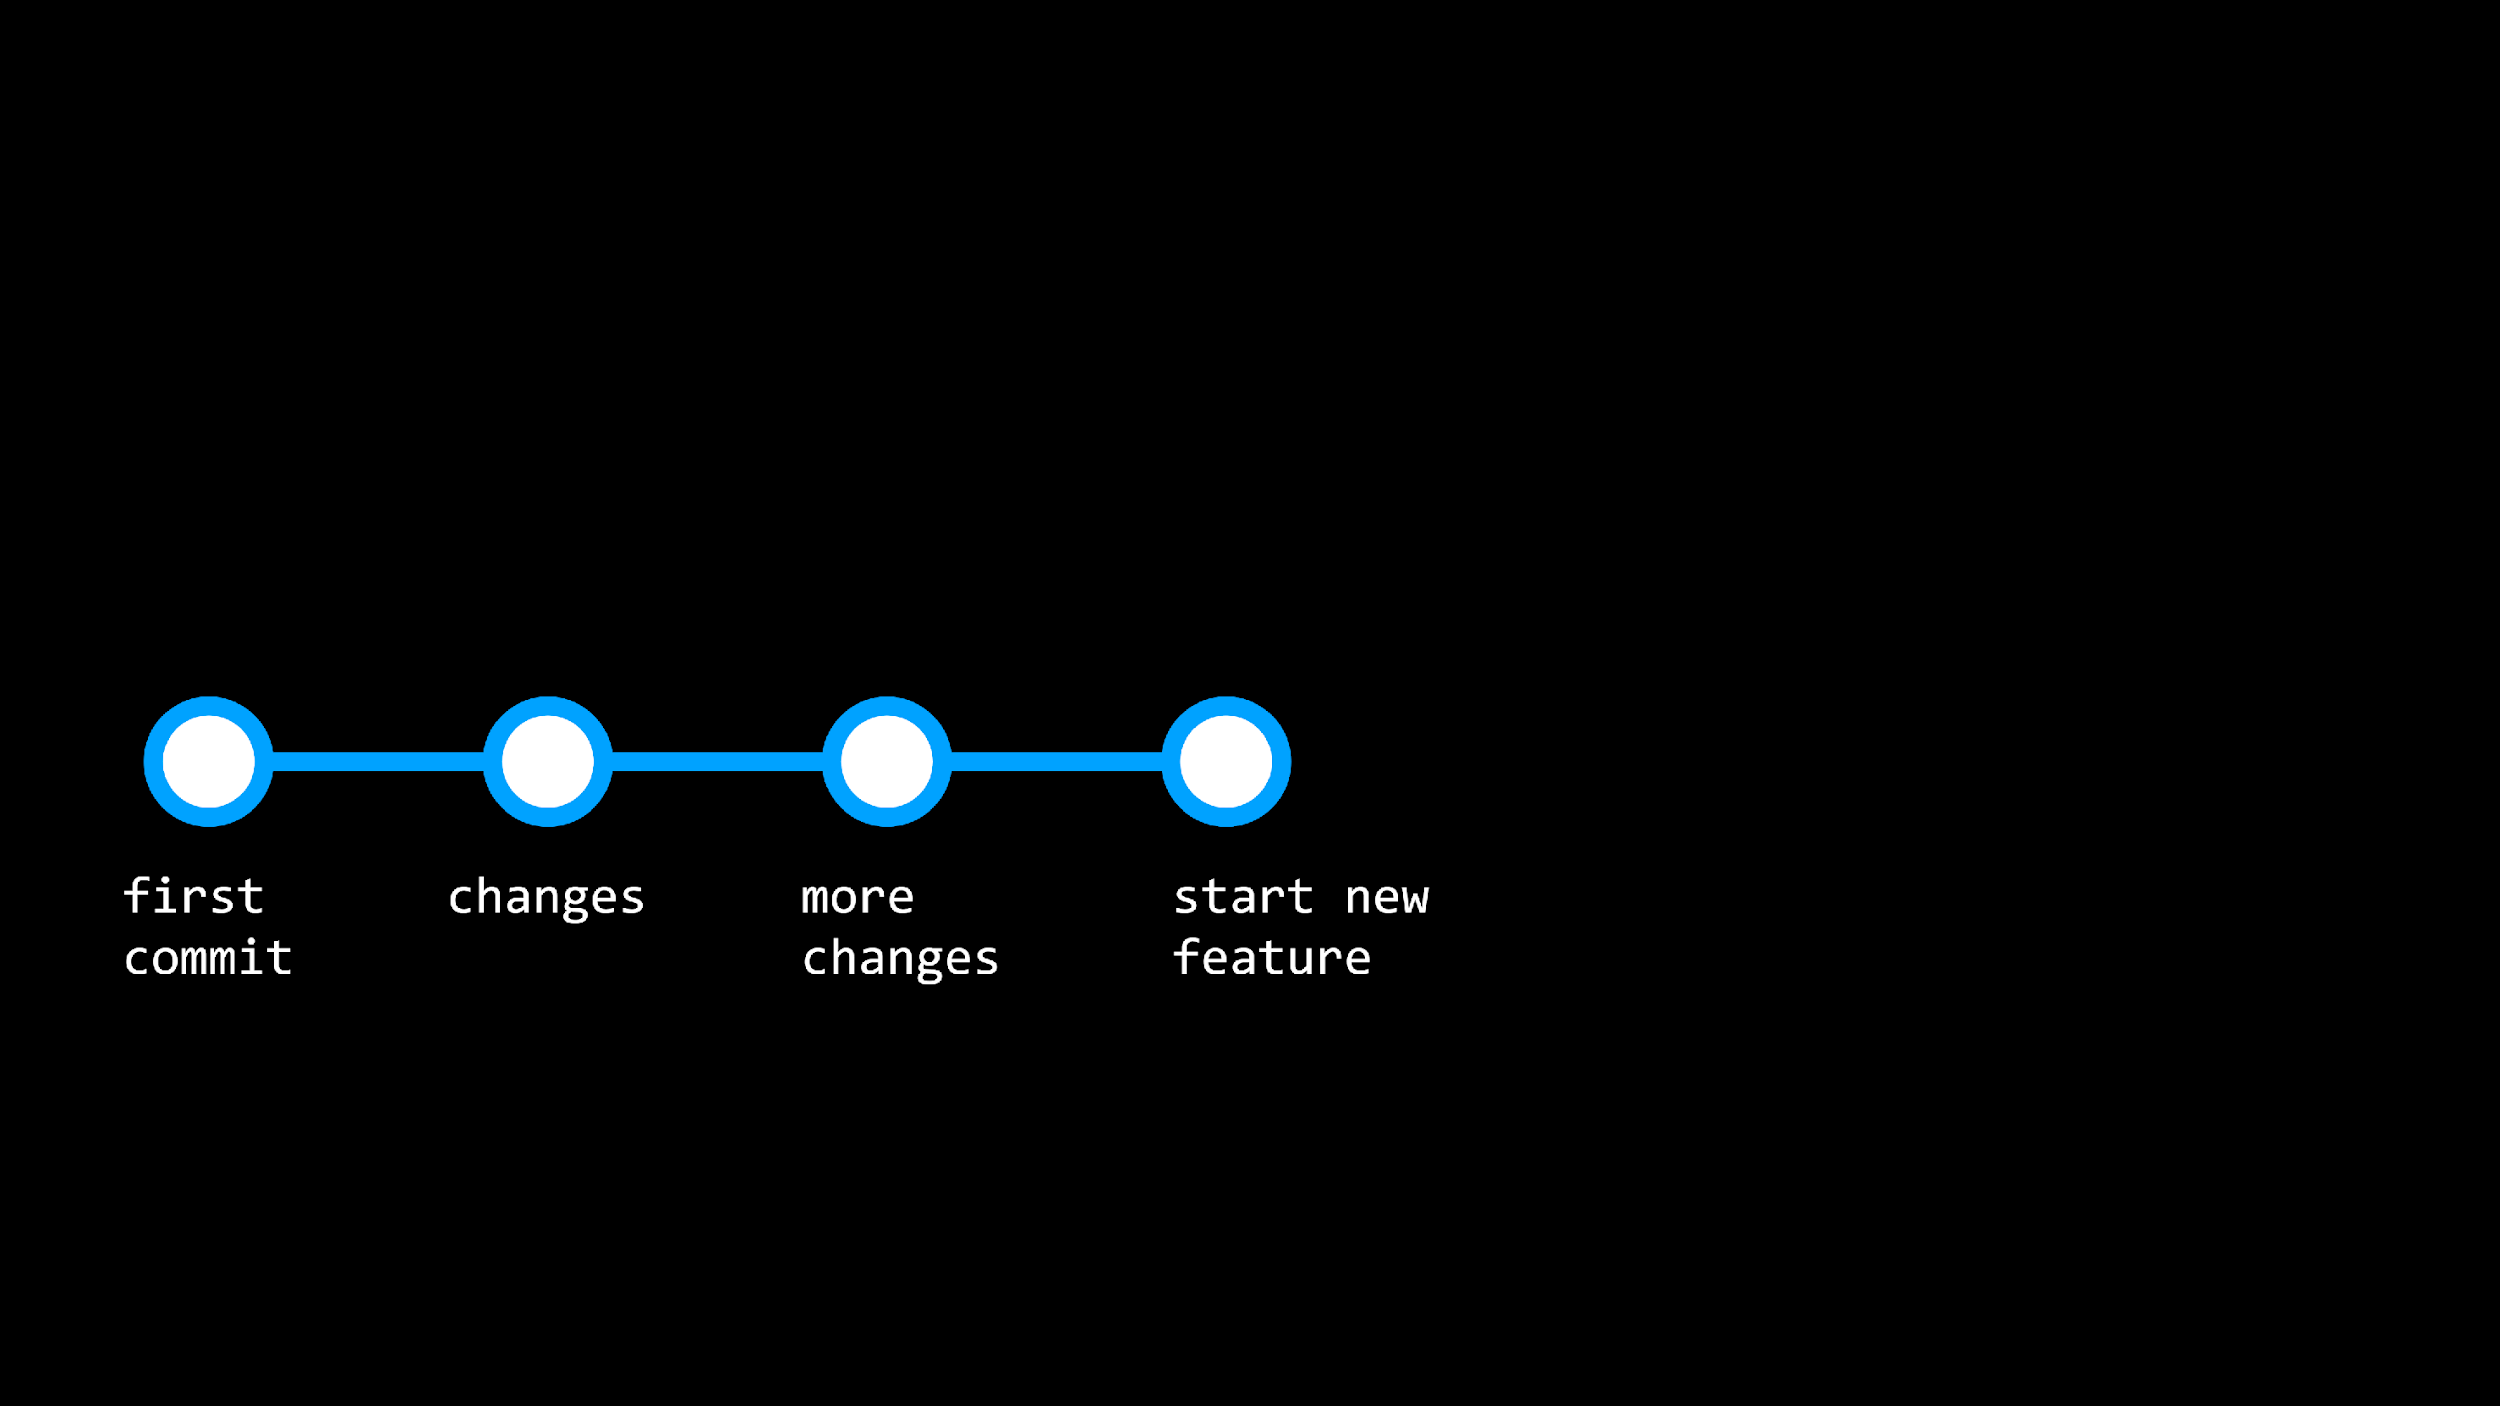 first
commit
changes
more
changes
start new
feature